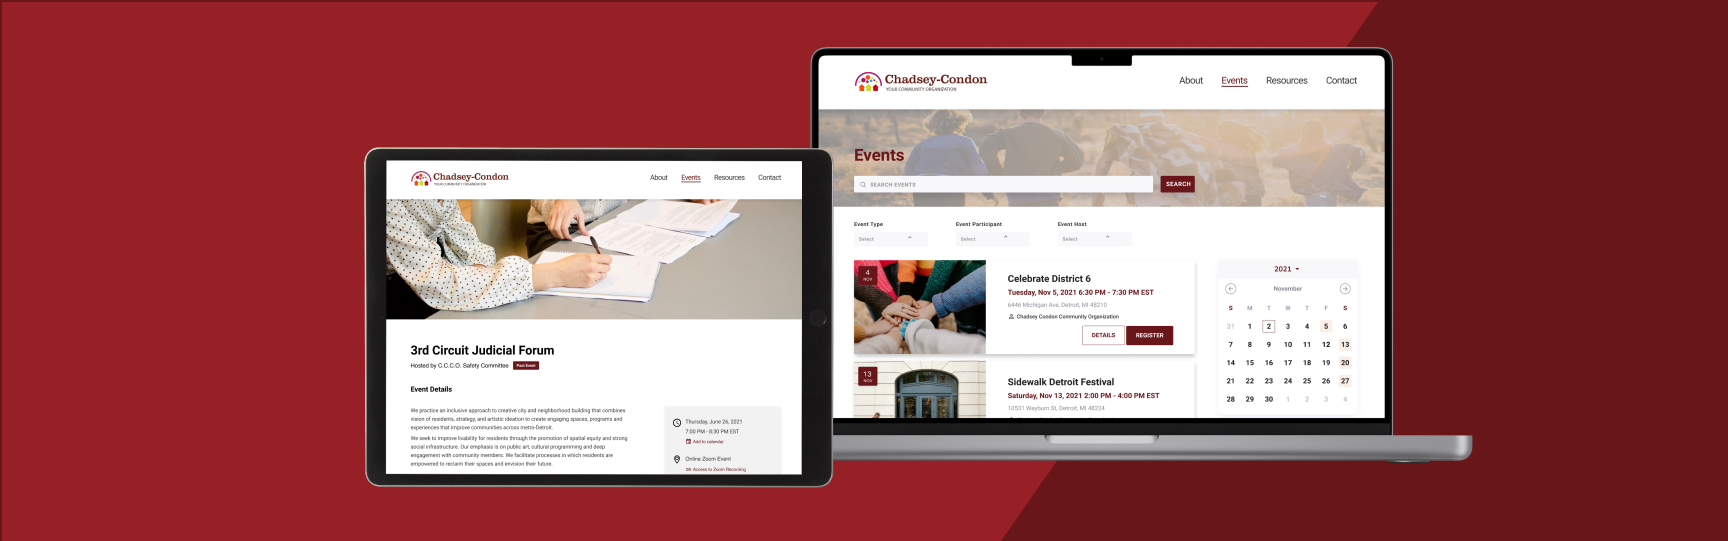 Chadsey-Condon
YOUR COMMUNITY ORGANIZATION
About Events Resources Contact
3rd Circuit Judicial Forum
Hosted by C.C.C.O. Safety Committee Past Event
Event Details
We practice an inclusive approach to creative city and neighborhood building that combines
vision of residents, strategy, and artistic ideation to create engaging spaces, programs and
experiences that improve communities across metro-Detroit.
We seek to improve livability for residents through the promotion of spatial equity and strong
social infrastructure. Our emphasis is on public art, cultural programming and deep
engagement with community members. We facilitate processes in which residents are
empowered to reclaim their spaces and envision their future.
Thursday, June 26, 2021
7:00 PM - 8:30 PM EST
Add to calendar
Online Zoom Event
Access to Zoom Recording
Chadsey-Condon
YOUR COMMUNITY ORGANIZATION
About Events Resources Contact
Events
SEARCH EVENTS SEARCH
Event Type Event Participant Event Host
Select Select Select
4
NOV
Celebrate District 6
Tuesday, Nov 5, 2021 6:30 PM - 7:30 PM EST
6446 Michigan Ave, Detroit, MI 48210
Chadsey Condon Community Organization
DETAILS REGISTER
13
NOV
Sidewalk Detroit Festival
Saturday, Nov 13, 2021 2:00 PM - 4:00 PM EST
10531 Wayburn St, Detroit, MI 48224
2021
November
S M T W T F S
31 1 2 3 4 5 6
7 8 9 10 11 12 13
14 15 16 17 18 19 20
21 22 23 24 25 26 27
28 29 30 1 2 3 4